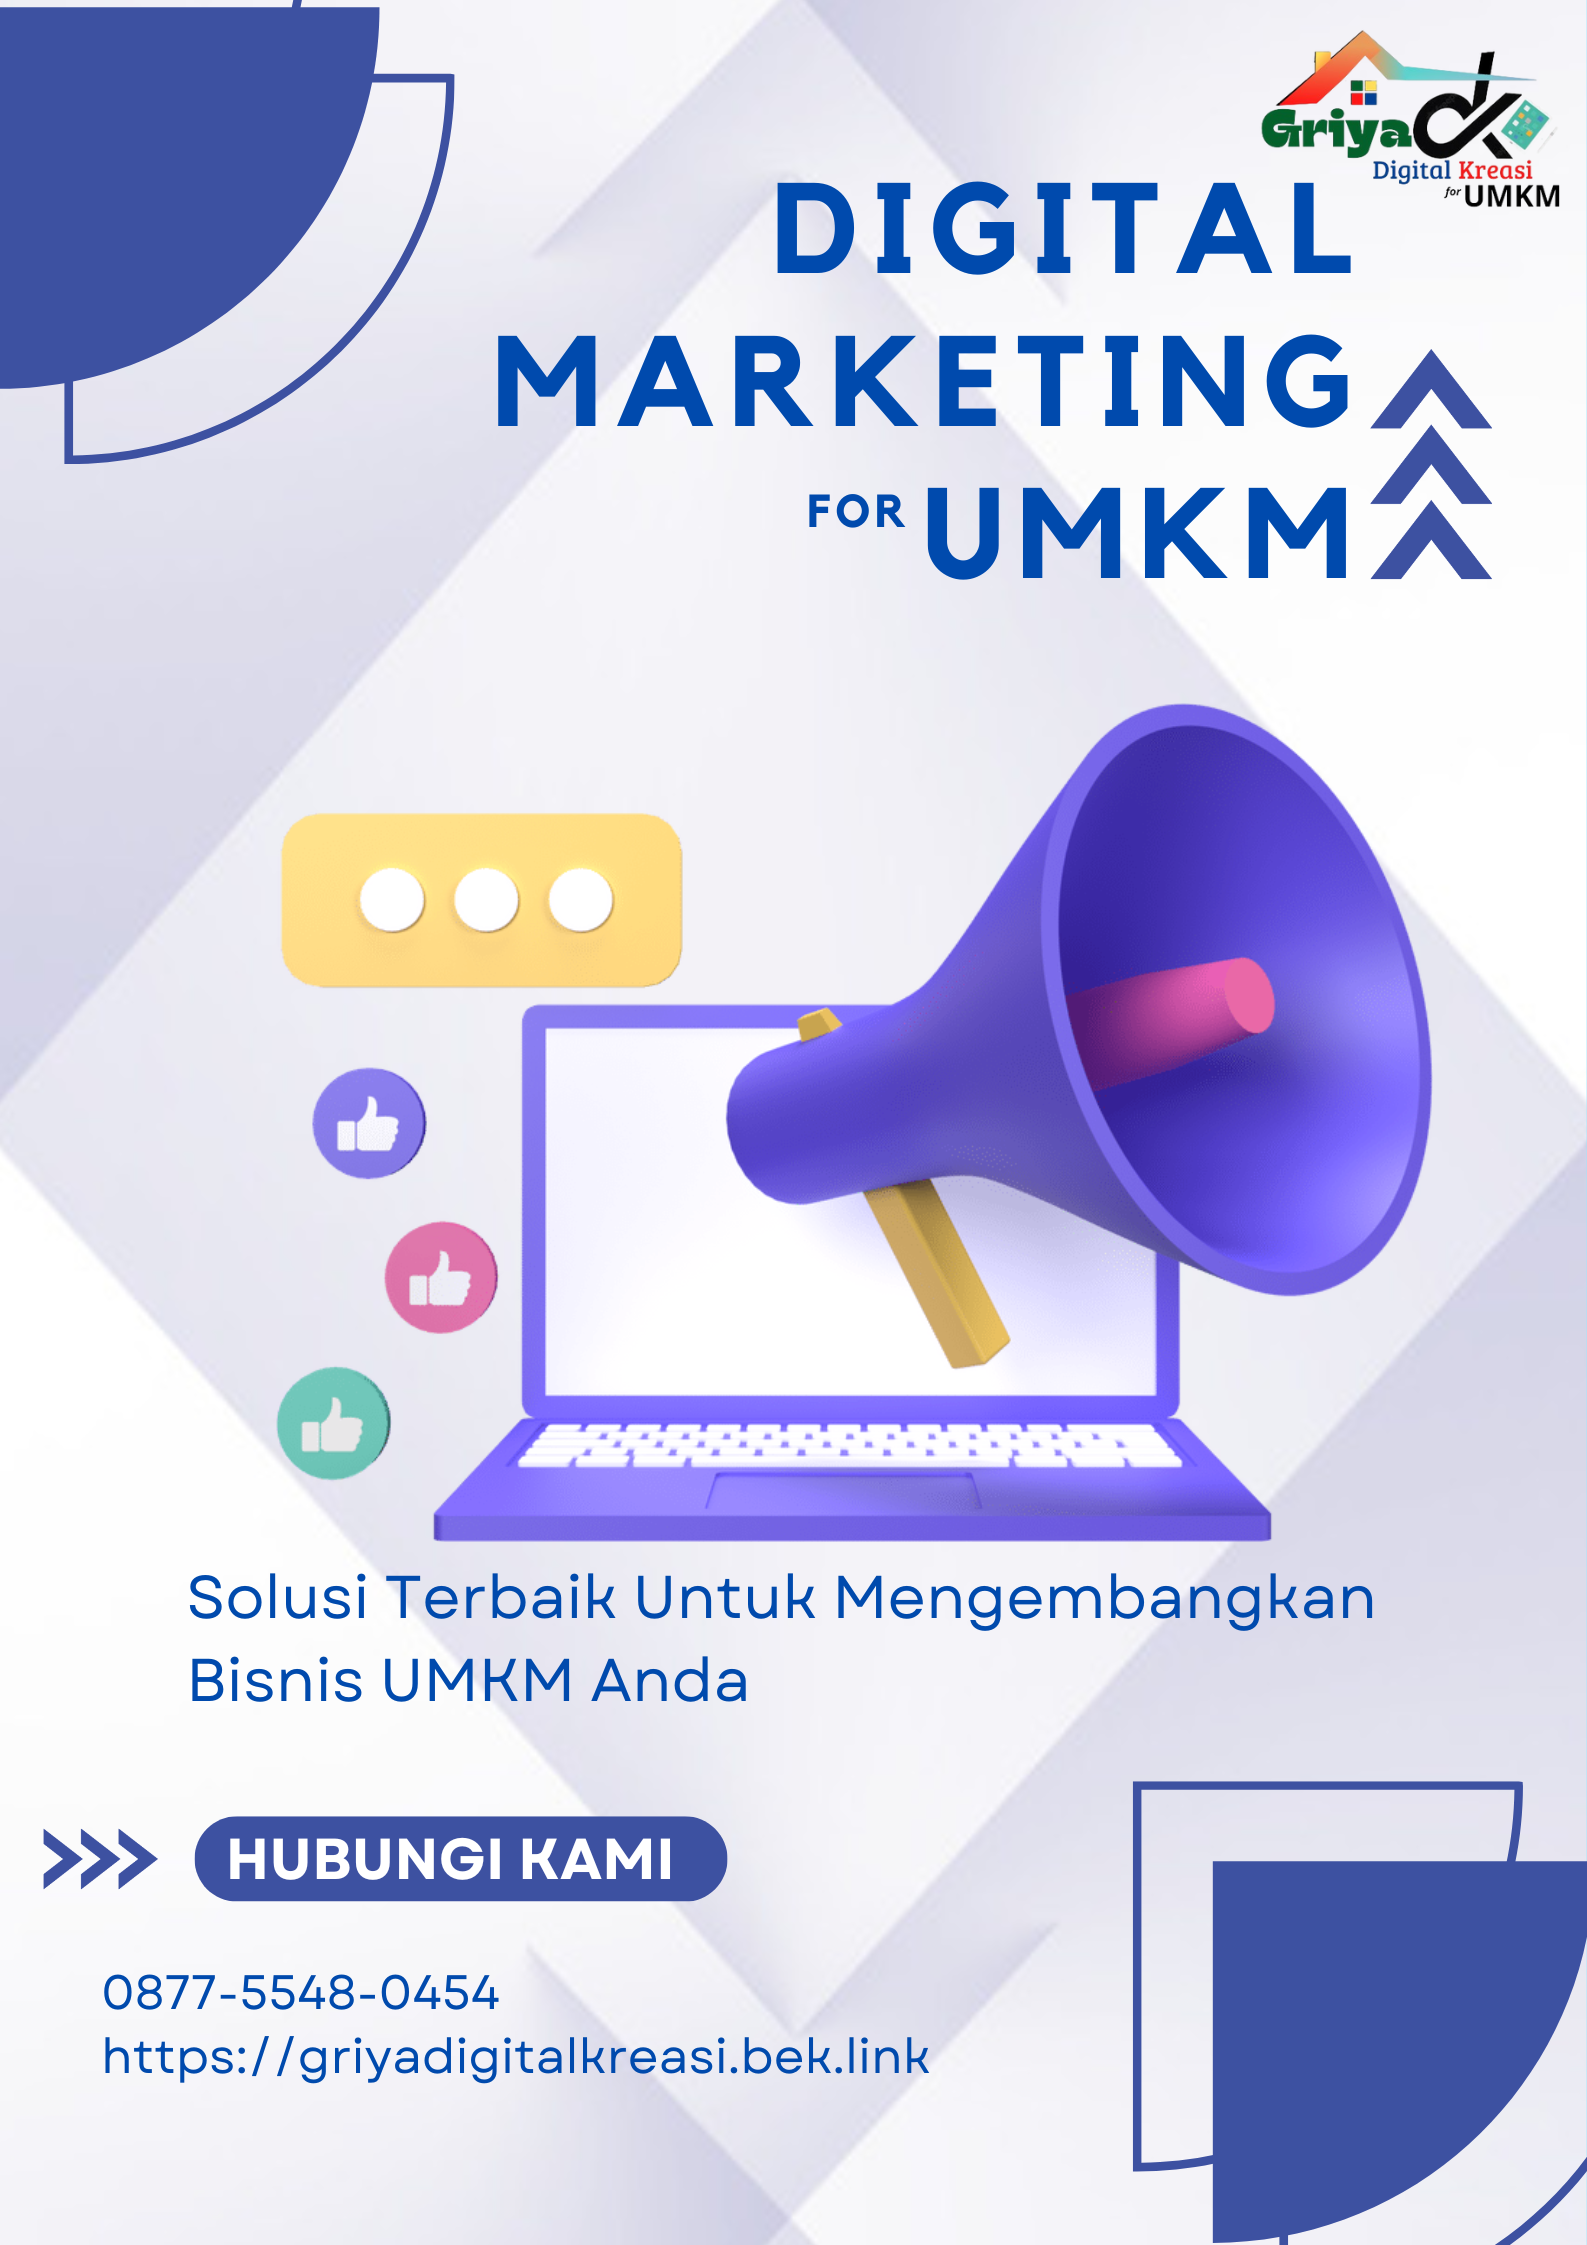 Griya dk
Digital Kreasi
for UMKM
DIGITAL
MARKETING
FOR UMKM
Solusi Terbaik Untuk Mengembangkan
Bisnis UMKM Anda
HUBUNGI KAMI
0877-5548-0454
https://griyadigitalkreasi.bek.link